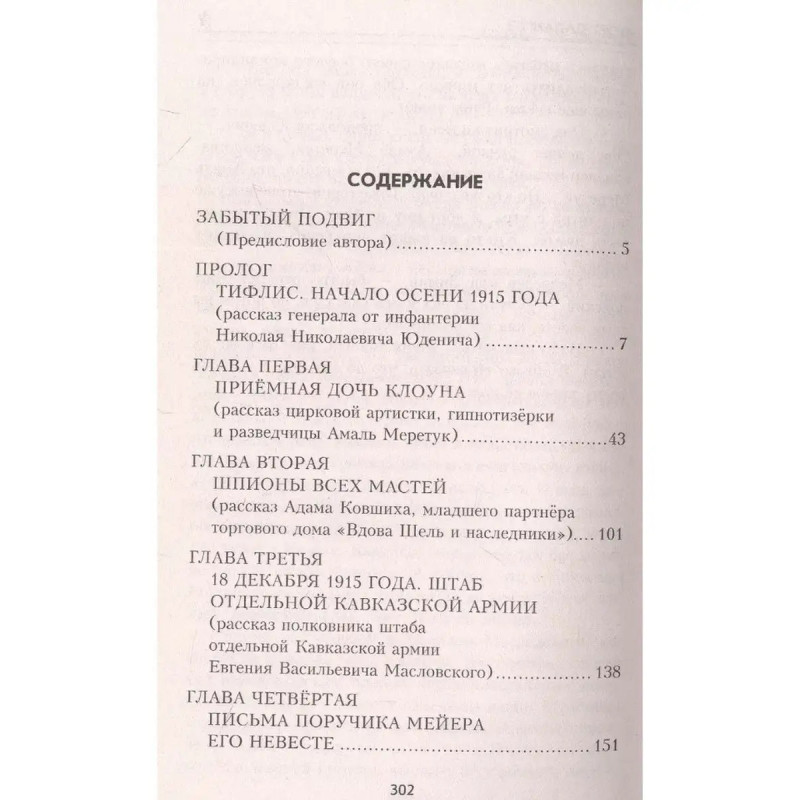 СОДЕРЖАНИЕ
ЗАБЫТЫЙ ПОДВИГ
(Предисловие автора) 5
ПРОЛОГ
ТИФЛИС. НАЧАЛО ОСЕНИ 1915 ГОДА
(рассказ генерала от инфантерии
Николая Николаевича Юденича) 7
ГЛАВА ПЕРВАЯ
ПРИЁМНАЯ ДОЧЬ КЛОУНА
(рассказ цирковой артистки, гипнотизёрки
и разведчицы Амаль Меретук) 43
ГЛАВА ВТОРАЯ
ШПИОНЫ ВСЕХ МАСТЕЙ
(рассказ Адама Ковшиха, младшего партнёра
торгового дома «Вдова Шель и наследники») 101
ГЛАВА ТРЕТЬЯ
18 ДЕКАБРЯ 1915 ГОДА. ШТАБ
ОТДЕЛЬНОЙ КАВКАЗСКОЙ АРМИИ
(рассказ полковника штаба
отдельной Кавказской армии
Евгения Васильевича Масловского) 138
ГЛАВА ЧЕТВЁРТАЯ
ПИСЬМА ПОРУЧИКА МЕЙЕРА
ЕГО НЕВЕСТЕ 151
302